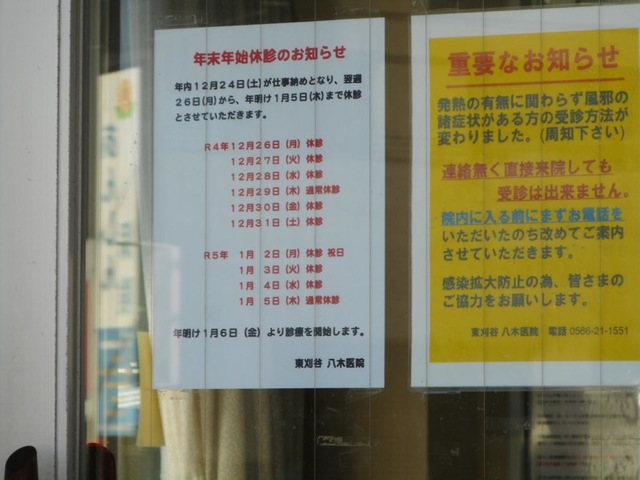 年末年始休診のお知らせ
年内12月24日(土)が仕事納めとなり、翌週
26日(月)から、年明け1月5日(木)まで休診
とさせていただきます。
R4年12月26日(月)休診
12月27日(火)休診
12月28日(水)休診
12月29日(木)通常休診
12月30日(金)休診
12月31日(土)休診
R5年 1月 2日(月)休診 祝日
1月 3日(火)休診
1月 4日(水)休診
1月 5日(木)通常休診
年明け1月6日(金)より診療を開始します。
東刈谷 八木医院
重要なお知らせ
発熱の有無に関わらず風邪の
諸症状がある方の受診方法が
変わりました。(周知下さい)
連絡無く直接来院しても
受診は出来ません。
院内に入る前にまずお電話を
いただいたのち改めてご案内
させていただきます。
感染拡大防止の為、皆さまの
ご協力をお願いします。
東刈谷 八木医院 電話 0566-21-1551